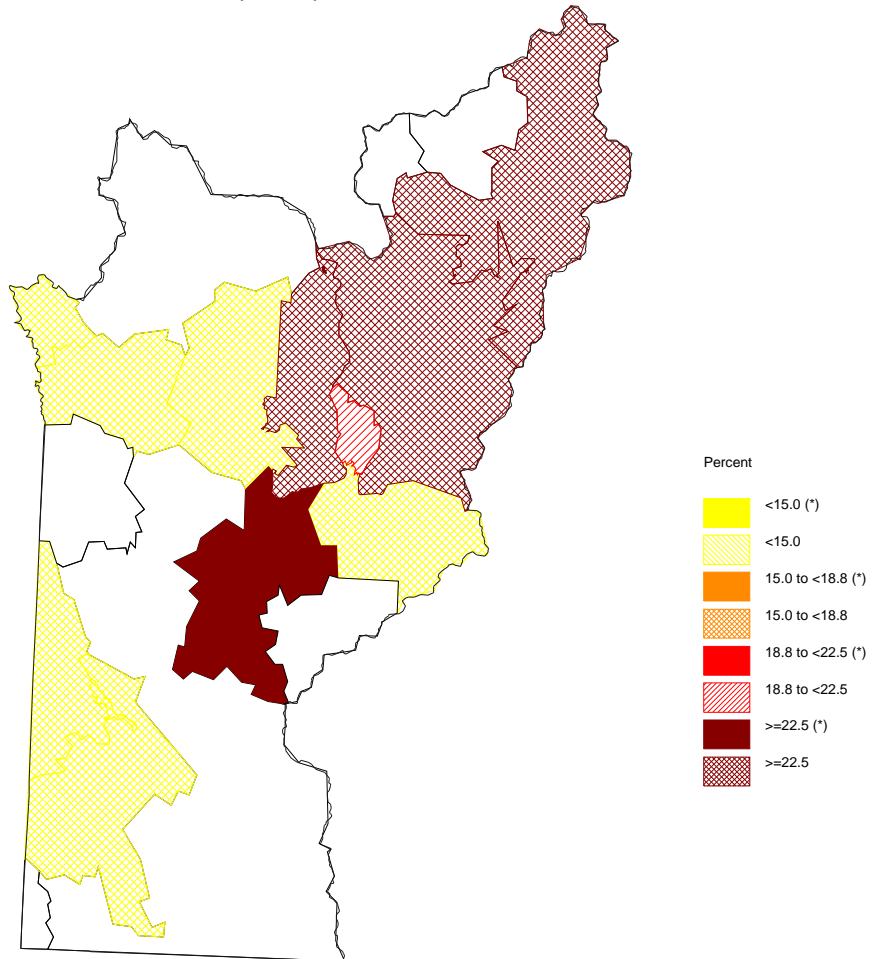 Percent
<15.0 (*)
<15.0
15.0 to <18.8 (*)
15.0 to <18.8
18.8 to <22.5 (*)
18.8 to <22.5
>=22.5 (*)
>=22.5